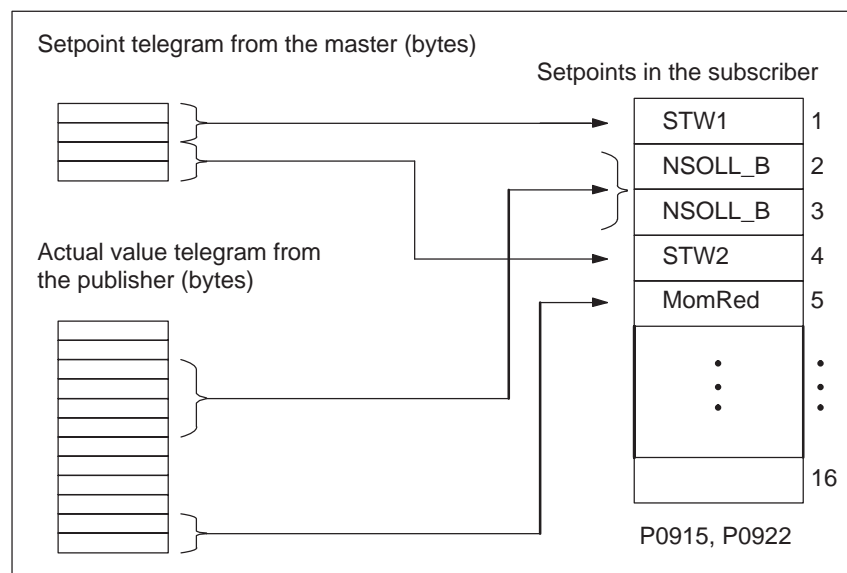 Setpoint telegram from the master (bytes)
Setpoints in the subscriber
STW1 1
NSOLL_B 2
NSOLL_B 3
Actual value telegram from
the publisher (bytes)
STW2 4
MomRed 5
16
P0915, P0922